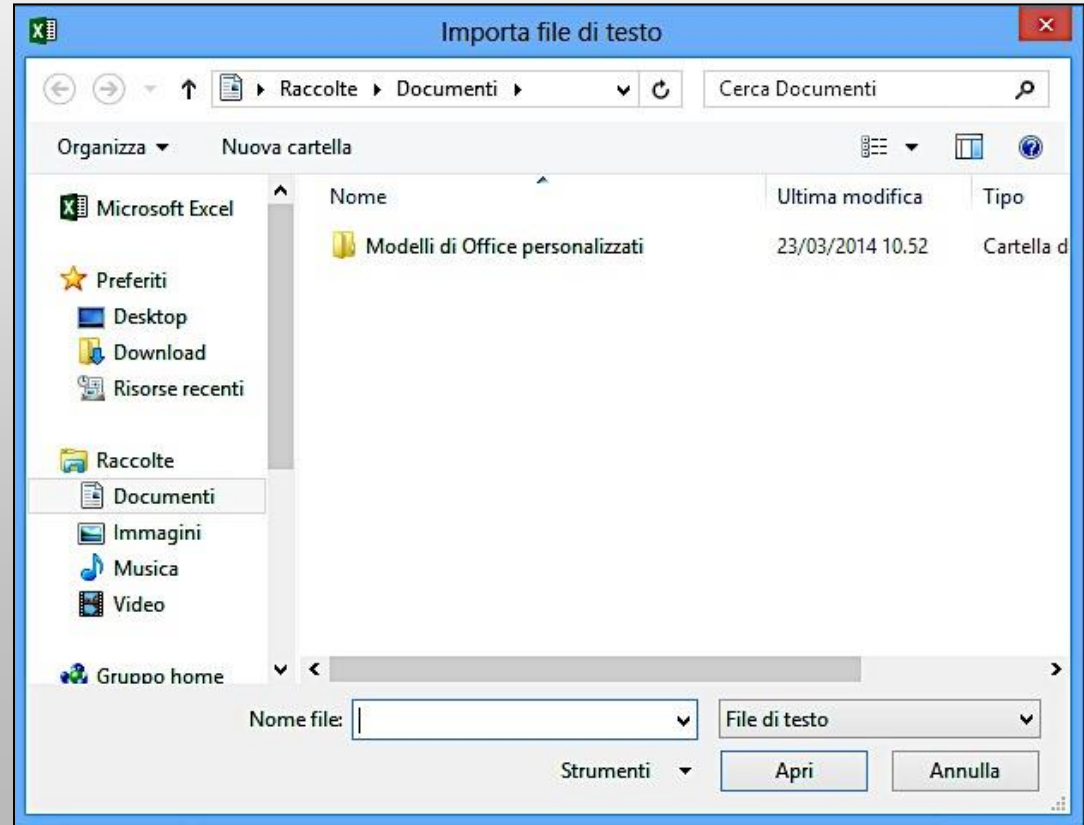 Importa file di testo
Raccolte Documenti Cerca Documenti
Organizza Nuova cartella
Microsoft Excel
Preferiti
Desktop
Download
Risorse recenti
Raccolte
Documenti
Immagini
Musica
Video
Gruppo home
Nome Ultima modifica Tipo
Modelli di Office personalizzati 23/03/2014 10.52 Cartella d
Nome file: File di testo
Strumenti Apri Annulla